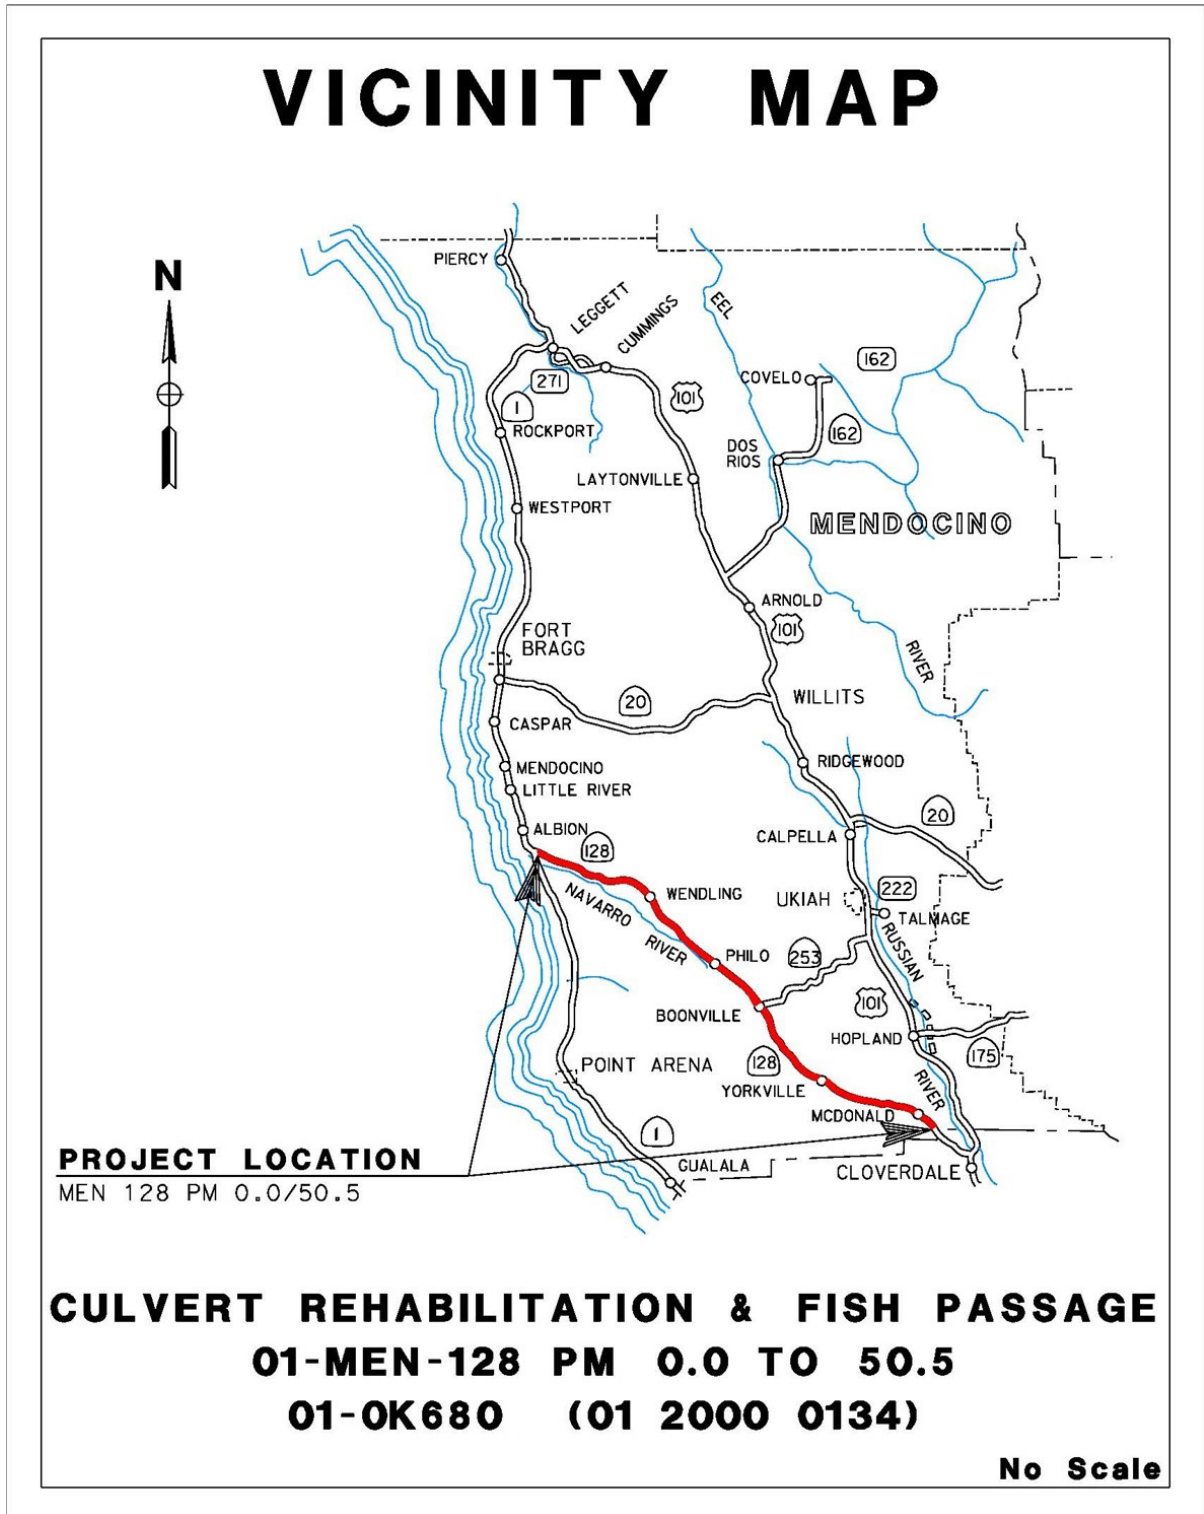 VICINITY MAP
N
PIERCY
LEGGETT
CUMMINGS
EEL
271
1
101
COVELO
162
162
ROCKPORT
DOS
RIOS
LAYTONVILLE
WESTPORT
MENDOCINO
ARNOLD
101
FORT
BRAGG
RIVER
20
WILLITS
CASPAR
MENDOCINO
RIDGEWOOD
LITTLE RIVER
20
ALBION
128
CALPELLA
WENDLING
NAVARRO
RIVER
UKIAH
222
TALMAGE
RUSSIAN
PHILO
253
BOONVILLE
101
HOPLAND
175
POINT ARENA
128
YORKVILLE
RIVER
MCDONALD
1
GUALALA
CLOVERDALE
PROJECT LOCATION
MEN 128 PM 0.0/50.5
CULVERT REHABILITATION & FISH PASSAGE
01-MEN-128 PM 0.0 TO 50.5
01-0K680 (01 2000 0134)
No Scale